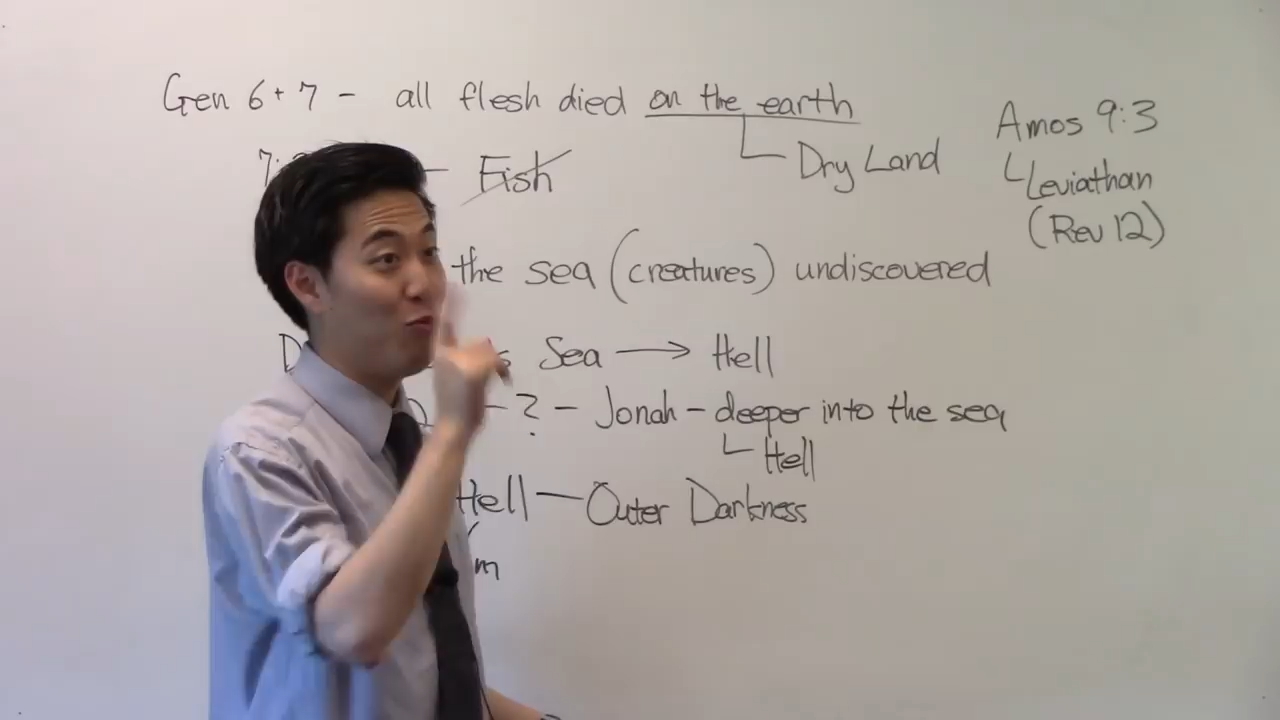 Gen 6+7 - all flesh died on the earth
Dry Land
7: — Fish
the sea (creatures) undiscovered
D s Sea → Hell
? - Jonah - deeper into the sea
Hell
Hell — Outer Darkness
m
Amos 9:3
Leviathan
(Rev 12)